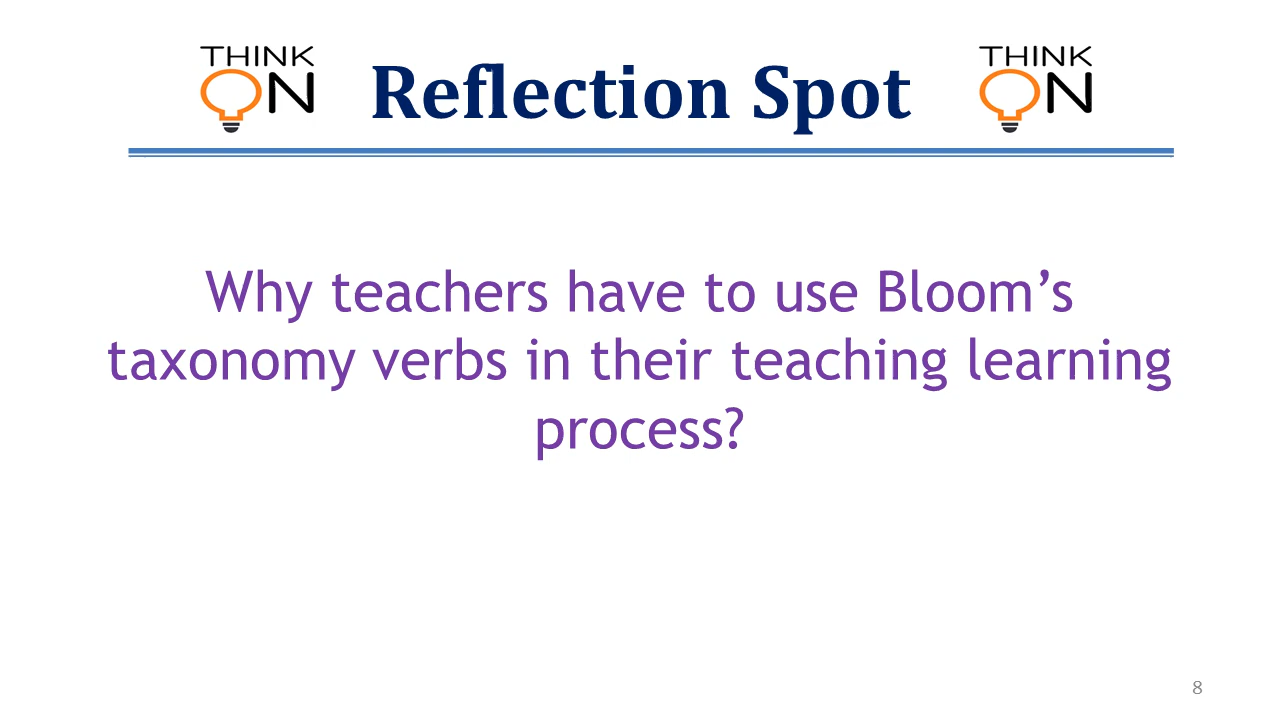 THINK
ON
Reflection Spot
THINK
ON
Why teachers have to use Bloom’s
taxonomy verbs in their teaching learning
process?
8